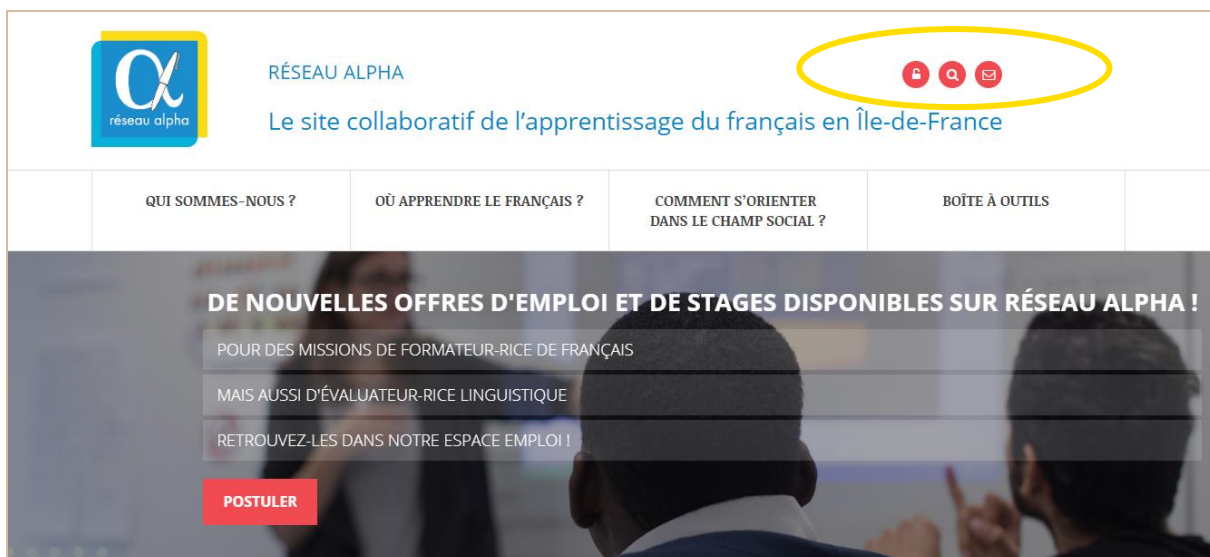 α
réseau alpha
RÉSEAU ALPHA
Le site collaboratif de l'apprentissage du français en Île-de-France
QUI SOMMES-NOUS ?
OÙ APPRENDRE LE FRANÇAIS ?
COMMENT S'ORIENTER
DANS LE CHAMP SOCIAL ?
BOÎTE À OUTILS
DE NOUVELLES OFFRES D'EMPLOI ET DE STAGES DISPONIBLES SUR RÉSEAU ALPHA !
POUR DES MISSIONS DE FORMATEUR-RICE DE FRANÇAIS
MAIS AUSSI D'ÉVALUATEUR-RICE LINGUISTIQUE
RETROUVEZ-LES DANS NOTRE ESPACE EMPLOI !
POSTULER